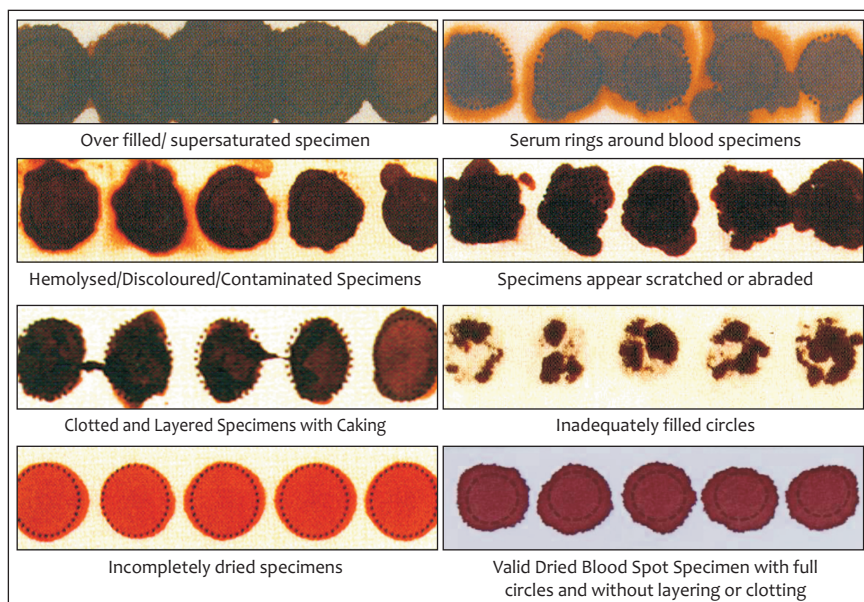 Over filled/ supersaturated specimen
Serum rings around blood specimens
Hemolysed/Discoloured/Contaminated Specimens
Specimens appear scratched or abraded
Clotted and Layered Specimens with Caking
Inadequately filled circles
Incompletely dried specimens
Valid Dried Blood Spot Specimen with full
circles and without layering or clotting